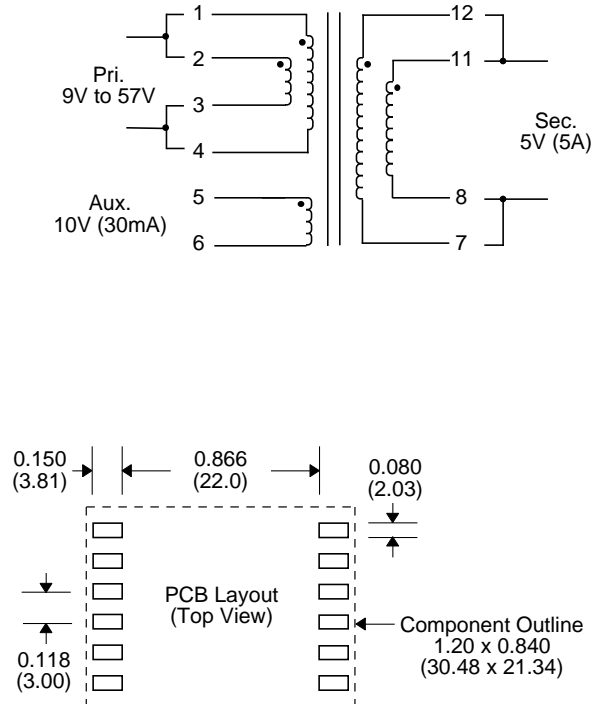 1
2
3
4
5
6
Pri.
9V to 57V
Aux.
10V (30mA)
12
11
8
7
Sec.
5V (5A)
0.150
(3.81)
0.866
(22.0)
0.080
(2.03)
PCB Layout
(Top View)
0.118
(3.00)
Component Outline
1.20 x 0.840
(30.48 x 21.34)